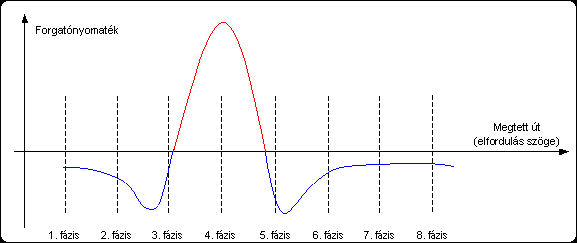 Forgatónyomaték
Megtett út
(elfordulás szöge)
1. fázis 2. fázis 3. fázis 4. fázis 5. fázis 6. fázis 7. fázis 8. fázis